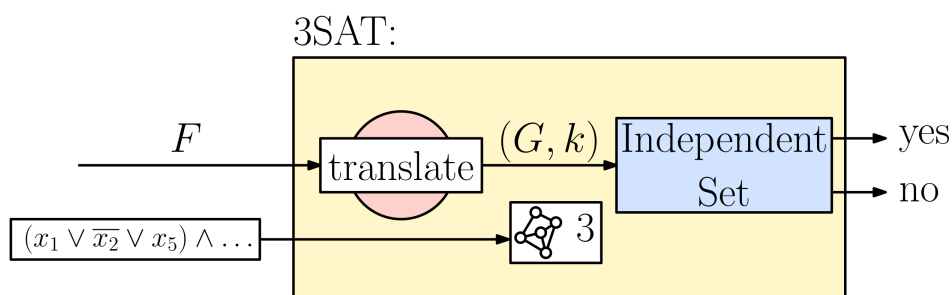 3SAT:
F
translate
(G, k)
Independent
Set
yes
no
(x₁ ∨ x̅₂ ∨ x₅) ∧ …
3